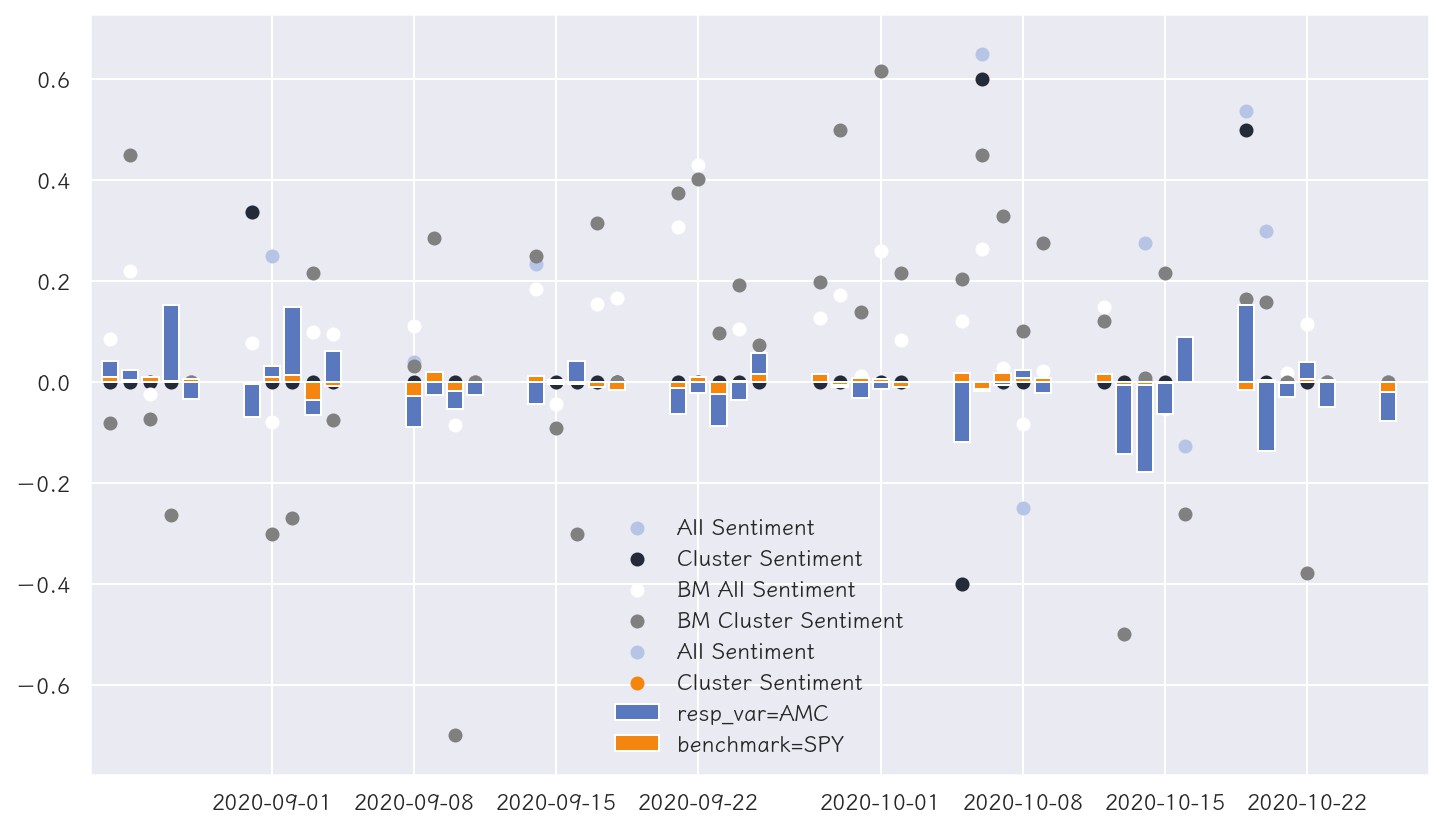 0.6
0.4
0.2
0.0
−0.2
−0.4
−0.6
All Sentiment
Cluster Sentiment
BM All Sentiment
BM Cluster Sentiment
All Sentiment
Cluster Sentiment
resp_var=AMC
benchmark=SPY
2020-09-01 2020-09-08 2020-09-15 2020-09-22 2020-10-01 2020-10-08 2020-10-15 2020-10-22